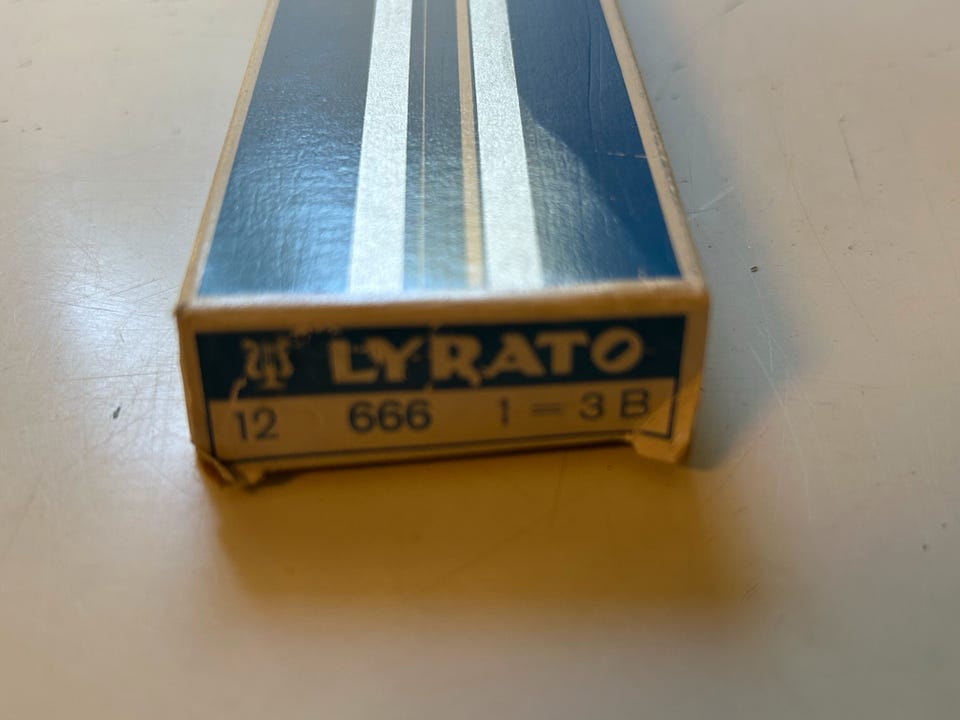 LYRATO
12 666 1 = 3 B